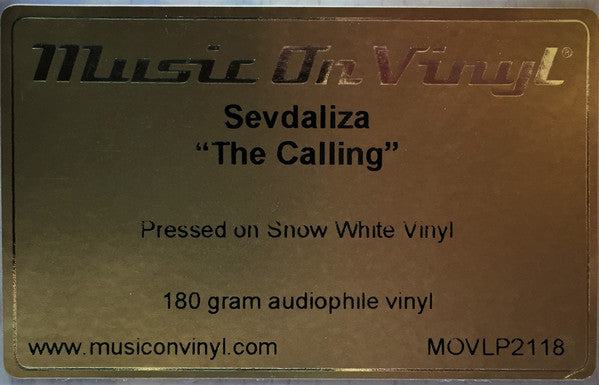 Music On Vinyl®
Sevdaliza
“The Calling”
Pressed on Snow White Vinyl
180 gram audiophile vinyl
www.musiconvinyl.com MOVLP2118